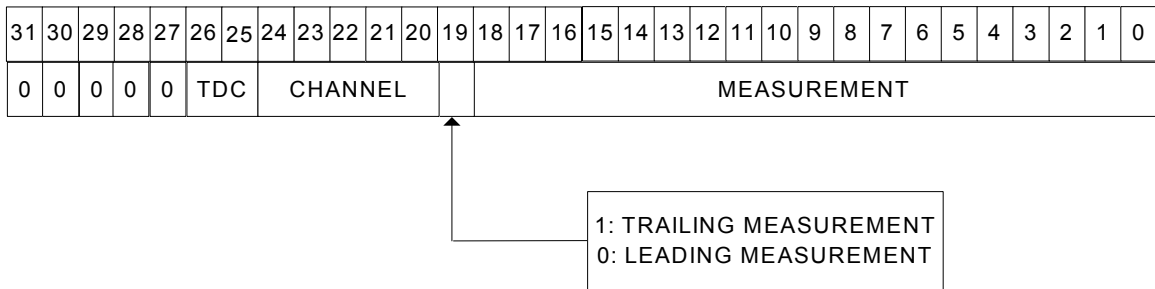 31 30 29 28 27 26 25 24 23 22 21 20 19 18 17 16 15 14 13 12 11 10 9 8 7 6 5 4 3 2 1 0
0 0 0 0 0 TDC CHANNEL MEASUREMENT
1: TRAILING MEASUREMENT
0: LEADING MEASUREMENT